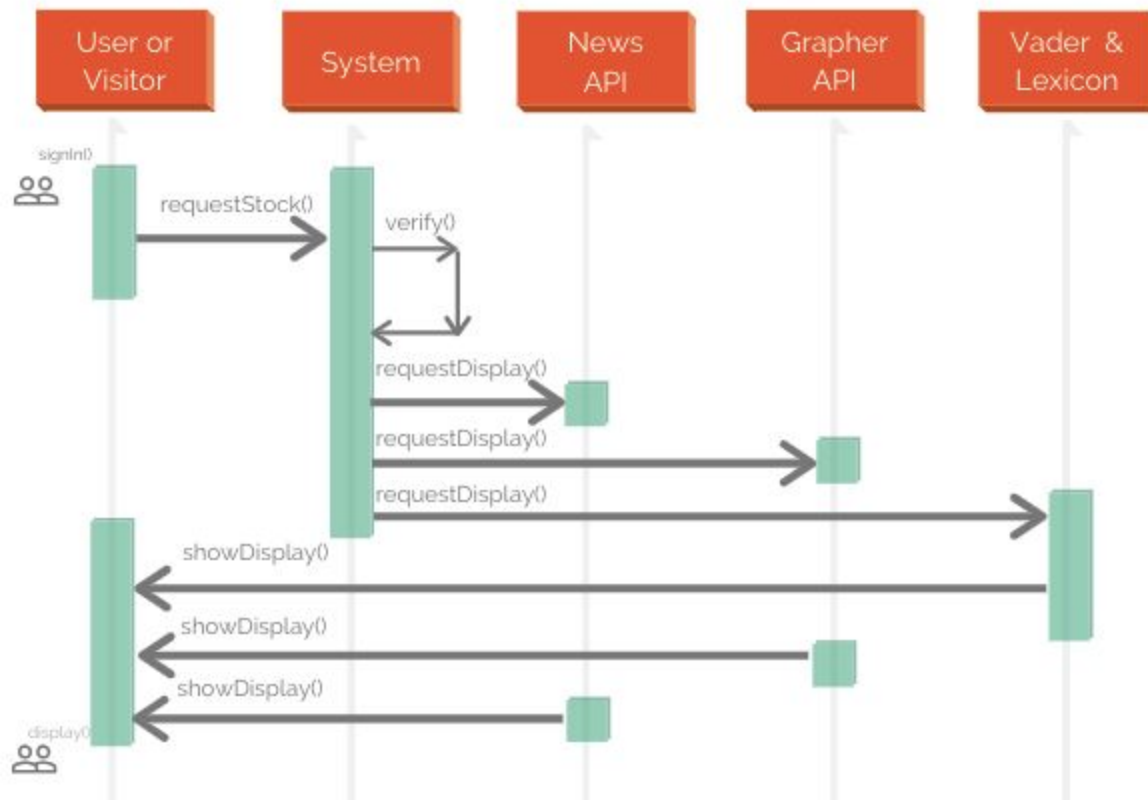 User or
Visitor
System
News
API
Grapher
API
Vader &
Lexicon
signIn()
requestStock()
verify()
requestDisplay()
requestDisplay()
requestDisplay()
showDisplay()
showDisplay()
showDisplay()
display()